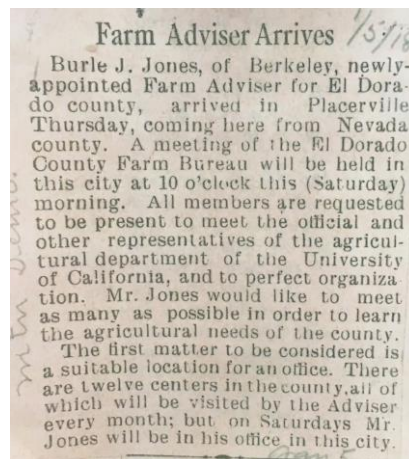 1/5/18
Farm Adviser Arrives
Burle J. Jones, of Berkeley, newly-
appointed Farm Adviser for El Dora-
do county, arrived in Placerville
Thursday, coming here from Nevada
county. A meeting of the El Dorado
County Farm Bureau will be held in
this city at 10 o'clock this (Saturday)
morning. All members are requested
to be present to meet the official and
other representatives of the agricul-
tural department of the University
of California, and to perfect organiza
tion. Mr. Jones would like to meet
as many as possible in order to learn
the agricultural needs of the county.
The first matter to be considered is
a suitable location for an office. There
are twelve centers in the county, all of
which will be visited by the Adviser
every month; but on Saturdays Mr.
Jones will be in his office in this city.